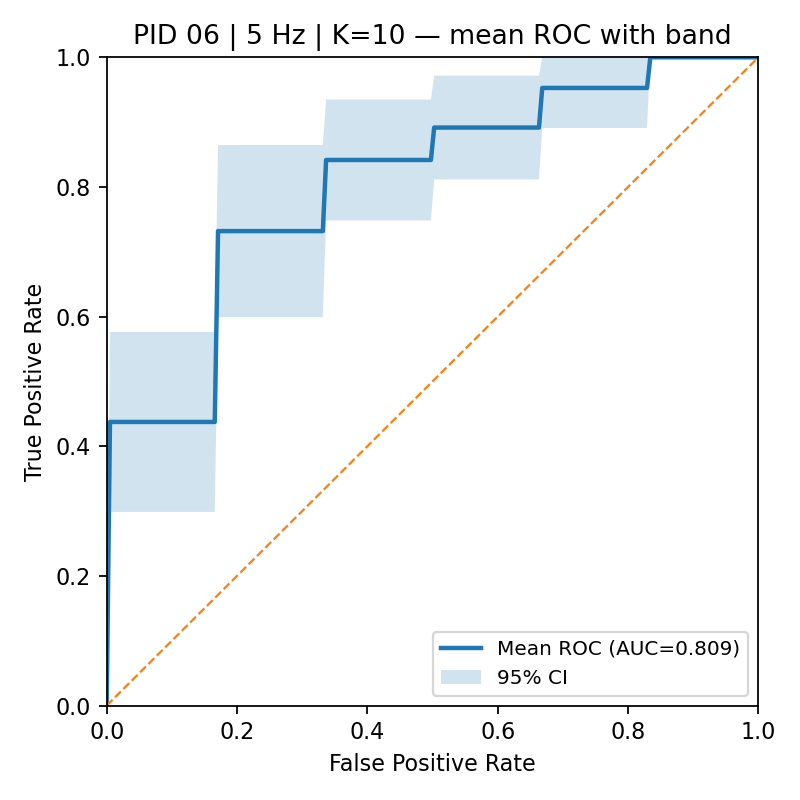 PID 06 | 5 Hz | K=10 — mean ROC with band
1.0
0.8
0.6
0.4
0.2
0.0
True Positive Rate
Mean ROC (AUC=0.809)
95% CI
0.0 0.2 0.4 0.6 0.8 1.0
False Positive Rate